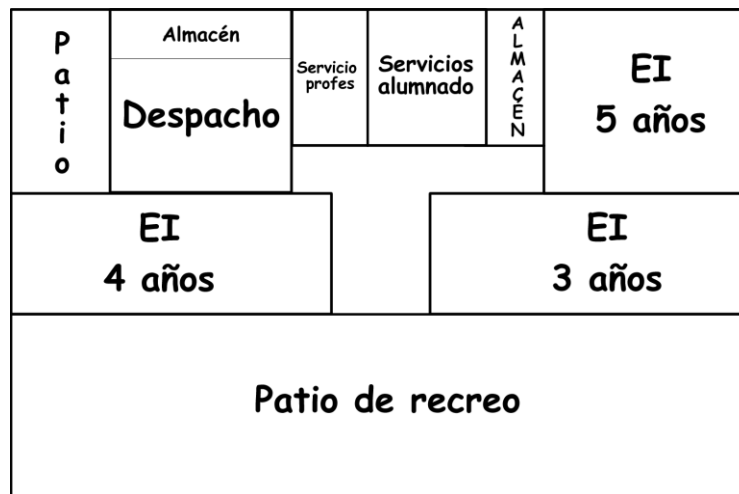 Patio
Almacén
Despacho
Servicio
profes
Servicios
alumnado
ALMAÇEN
EI
5 años
EI
4 años
EI
3 años
Patio de recreo